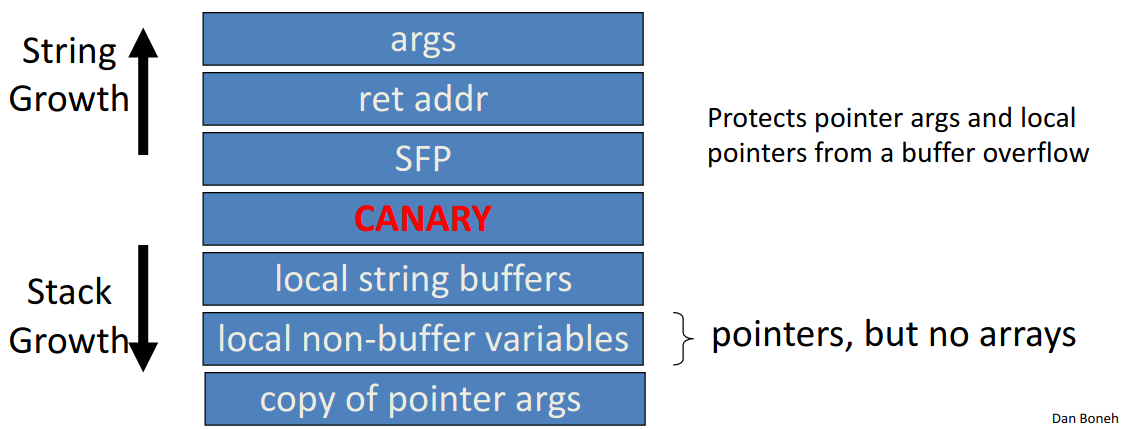 String
Growth
args
ret addr
SFP
CANARY
local string buffers
local non-buffer variables
copy of pointer args
Stack
Growth
Protects pointer args and local
pointers from a buffer overflow
pointers, but no arrays
Dan Boneh